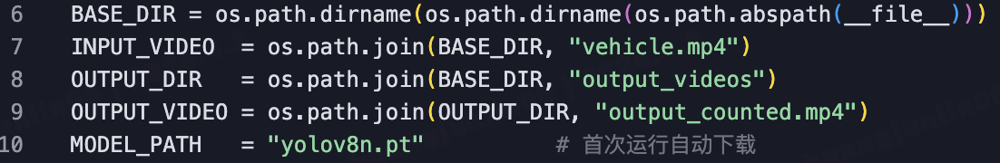 6 BASE_DIR = os.path.dirname(os.path.dirname(os.path.abspath(__file__)))
7 INPUT_VIDEO  = os.path.join(BASE_DIR, "vehicle.mp4")
8 OUTPUT_DIR   = os.path.join(BASE_DIR, "output_videos")
9 OUTPUT_VIDEO = os.path.join(OUTPUT_DIR, "output_counted.mp4")
10 MODEL_PATH   = "yolov8n.pt"          # 首次运行自动下载